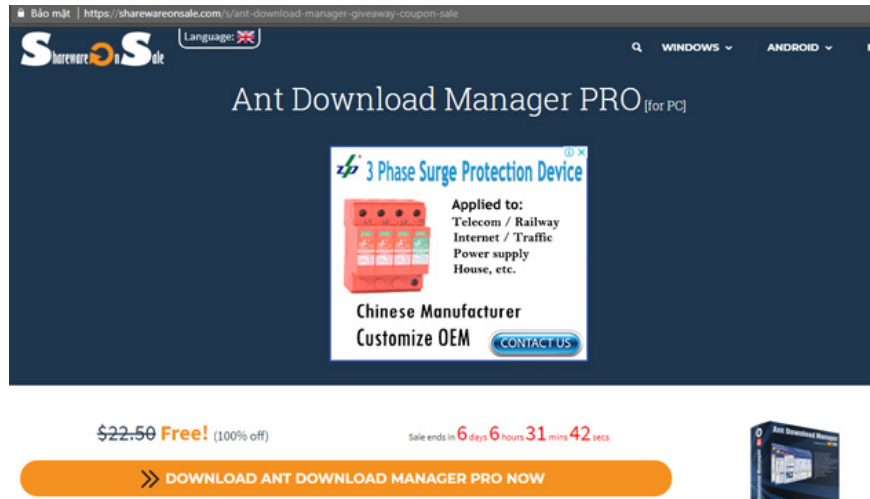 Bảo mật | https://sharewareonsale.com/s/ant-download-manager-giveaway-coupon-sale
Shareware On Sale
Language:
WINDOWS
ANDROID
Ant Download Manager PRO [for PC]
3 Phase Surge Protection Device
Applied to:
Telecom / Railway
Internet / Traffic
Power supply
House, etc.
Chinese Manufacturer
Customize OEM
CONTACT US
$22.50 Free! (100% off)
Sale ends in 6 days 6 hours 31 mins 42 secs
DOWNLOAD ANT DOWNLOAD MANAGER PRO NOW
Ant Download Manager